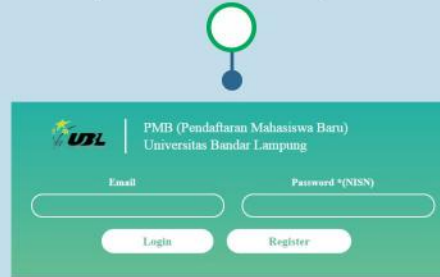 UBL
PMB (Pendaftaran Mahasiswa Baru)
Universitas Bandar Lampung
Email
Password *(NISN)
Login
Register